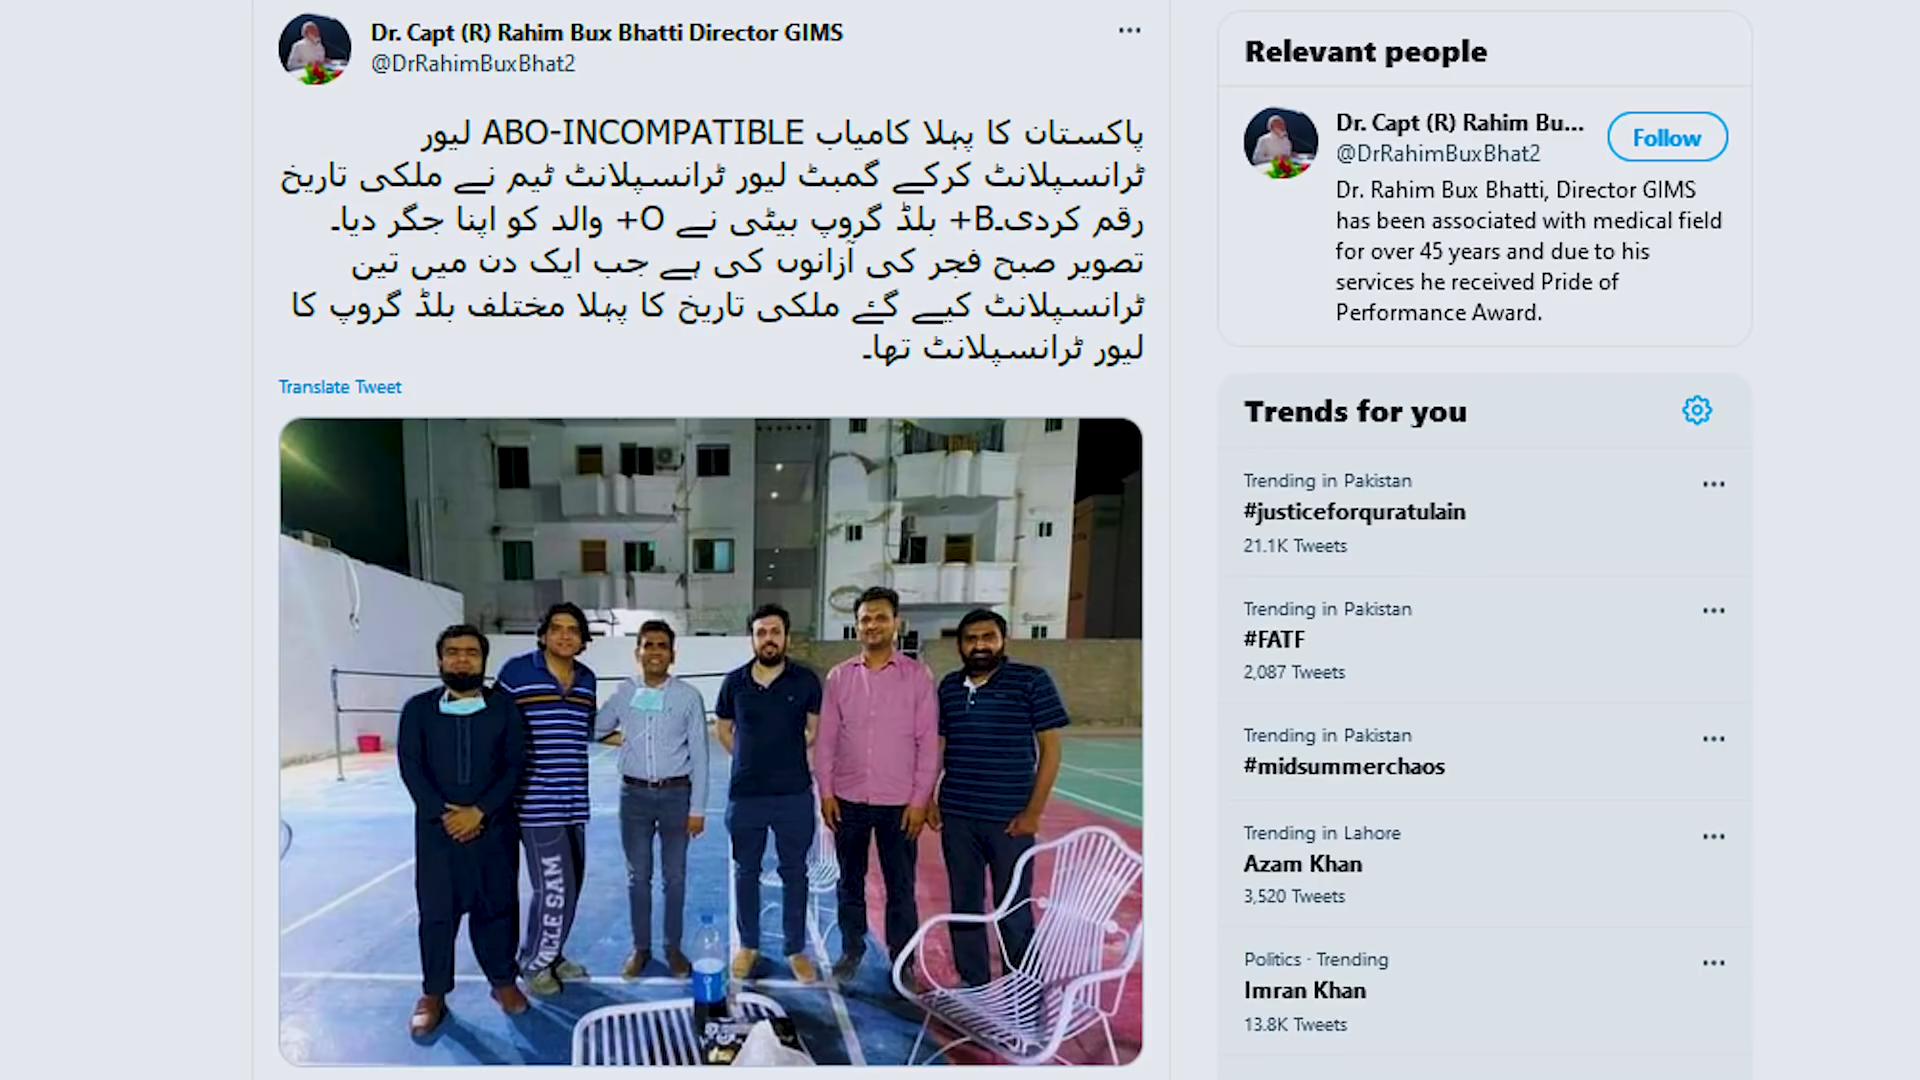 Dr. Capt (R) Rahim Bux Bhatti Director GIMS
@DrRahimBuxBhat2
پاکستان کا پہلا کامیاب ABO-INCOMPATIBLE لیور
ٹرانسپلانٹ کرکے گمبٹ لیور ٹرانسپلانٹ ٹیم نے ملکی تاریخ
رقم کردی۔B+ بلڈ گروپ بیٹی نے O+ والد کو اپنا جگر دیا۔
تصویر صبح فجر کی آزانوں کی ہے جب ایک دن میں تین
ٹرانسپلانٹ کیے گئے ملکی تاریخ کا پہلا مختلف بلڈ گروپ کا
لیور ٹرانسپلانٹ تھا۔
Translate Tweet
UNCLE SAM
Relevant people
Dr. Capt (R) Rahim Bu...
@DrRahimBuxBhat2
Follow
Dr. Rahim Bux Bhatti, Director GIMS
has been associated with medical field
for over 45 years and due to his
services he received Pride of
Performance Award.
Trends for you
Trending in Pakistan
#justiceforquratulain
21.1K Tweets
Trending in Pakistan
#FATF
2,087 Tweets
Trending in Pakistan
#midsummerchaos
Trending in Lahore
Azam Khan
3,520 Tweets
Politics · Trending
Imran Khan
13.8K Tweets